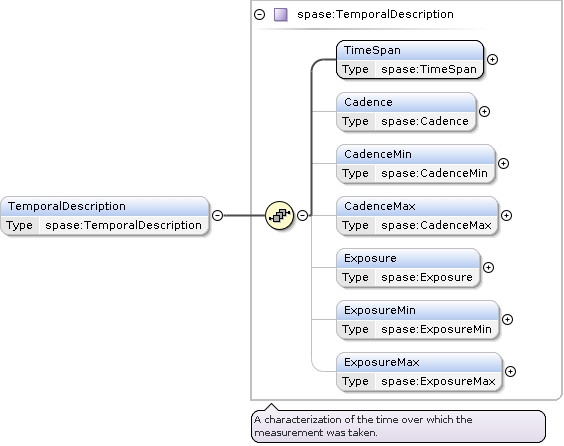 spase:TemporalDescription
TimeSpan
Type spase:TimeSpan
Cadence
Type spase:Cadence
CadenceMin
Type spase:CadenceMin
TemporalDescription
Type spase:TemporalDescription
CadenceMax
Type spase:CadenceMax
Exposure
Type spase:Exposure
ExposureMin
Type spase:ExposureMin
ExposureMax
Type spase:ExposureMax
A characterization of the time over which the
measurement was taken.